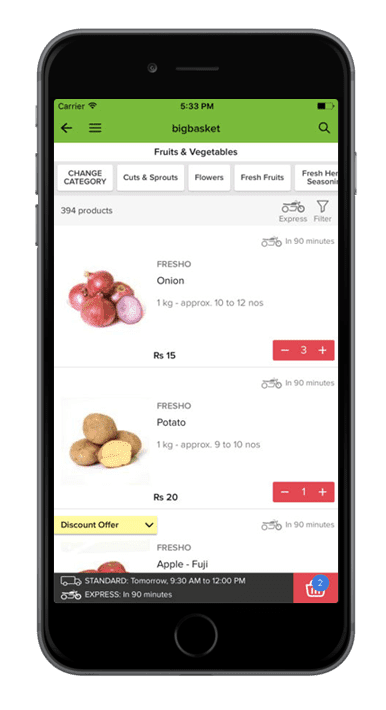 Carrier 5:33 PM
bigbasket
Fruits & Vegetables
CHANGE CATEGORY
Cuts & Sprouts
Flowers
Fresh Fruits
Fresh Her
Seasoni
394 products
Express
Filter
In 90 minutes
FRESHO
Onion
1 kg - approx. 10 to 12 nos
Rs 15
− 3 +
In 90 minutes
FRESHO
Potato
1 kg - approx. 9 to 10 nos
Rs 20
− 1 +
Discount Offer
In 90 minutes
FRESHO
Apple - Fuji
STANDARD: Tomorrow, 9:30 AM to 12:00 PM
EXPRESS: In 90 minutes
2